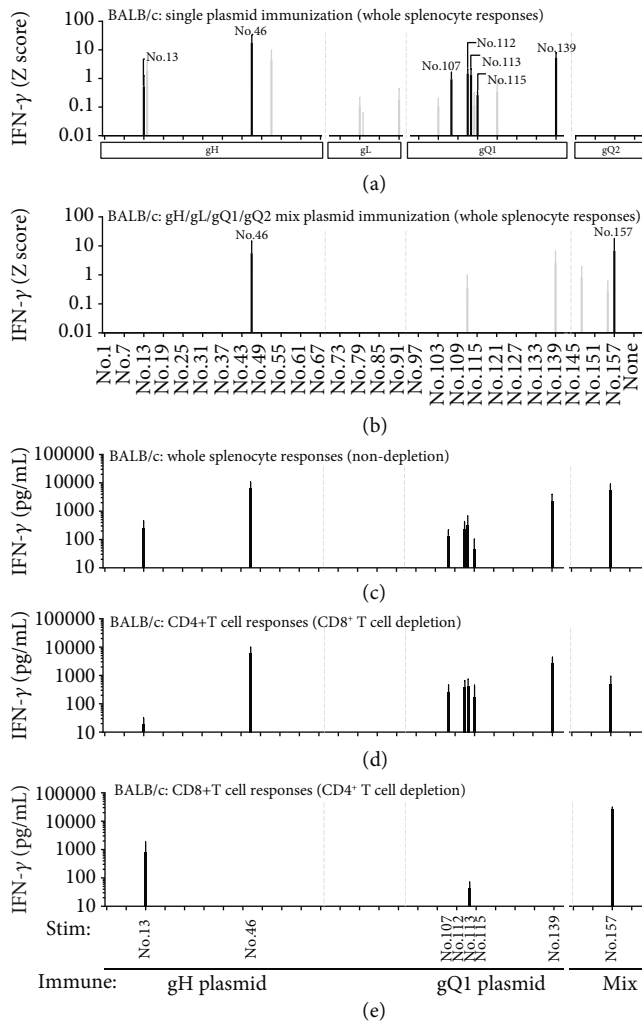 BALB/c: single plasmid immunization (whole splenocyte responses)
IFN-γ (Z score)
100
10
1
0.1
0.01
No.13
No.46
No.107
No.112
No.113
No.115
No.139
gH
gL
gQ1
gQ2
(a)
BALB/c: gH/gL/gQ1/gQ2 mix plasmid immunization (whole splenocyte responses)
IFN-γ (Z score)
100
10
1
0.1
0.01
No.46
No.157
No.1
No.7
No.13
No.19
No.25
No.31
No.37
No.43
No.49
No.55
No.61
No.67
No.73
No.79
No.85
No.91
No.97
No.103
No.109
No.115
No.121
No.127
No.133
No.139
No.145
No.151
No.157
None
(b)
BALB/c: whole splenocyte responses (non-depletion)
IFN-γ (pg/mL)
100000
10000
1000
100
10
(c)
BALB/c: CD4+T cell responses (CD8⁺ T cell depletion)
IFN-γ (pg/mL)
100000
10000
1000
100
10
(d)
BALB/c: CD8+T cell responses (CD4⁺ T cell depletion)
IFN-γ (pg/mL)
100000
10000
1000
100
10
Stim:
No.13
No.46
No.107
No.112
No.113
No.115
No.139
No.157
Immune:
gH plasmid
gQ1 plasmid
Mix
(e)